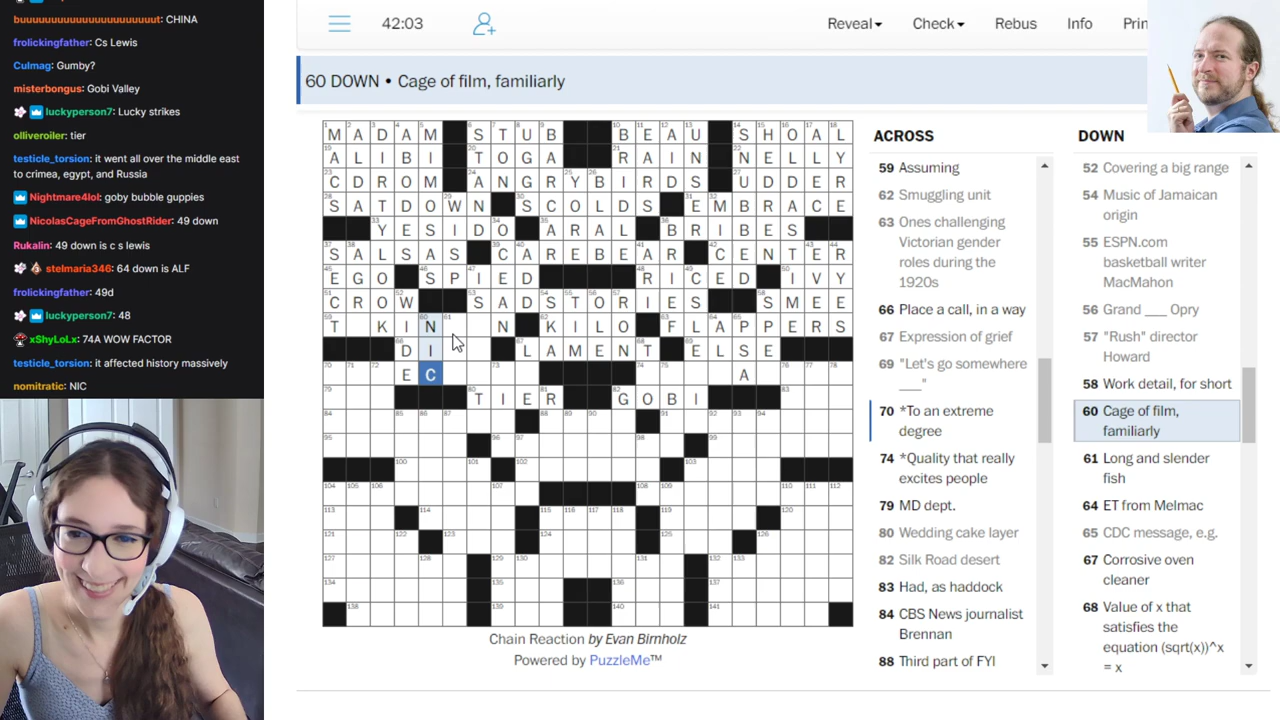 buuuuuuuuuuuuuuuuuuuuut: CHINA
frolickingfather: Cs Lewis
Culmag: Gumby?
misterbongus: Gobi Valley
luckyperson7: Lucky strikes
olliveroiler: tier
testicle_torsion: it went all over the middle east
to crimea, egypt, and Russia
Nightmare4lol: goby bubble guppies
NicolasCageFromGhostRider: 49 down
Rukalin: 49 down is c s lewis
stelmaria346: 64 down is ALF
frolickingfather: 49d
luckyperson7: 48
xShyLoLx: 74A WOW FACTOR
testicle_torsion: it affected history massively
nomitratic: NIC
42:03
Reveal
Check
Rebus
Info
60 DOWN • Cage of film, familiarly
MADAM STUB BEAU SHOAL
ALIBI TOGA RAIN NELLY
CDROM ANGRYBIRDS UDDER
SATDOWN SCOLDS EMBRACE
YESIDO ARAL BRIBES
SALSAS CAREBEAR CENTER
EGO SPIED RICED IVY
CROW SADSTORIES SMEE
T KIN N KILO FLAPPERS
DI LAMENT ELSE
EC A
TIER GOBI
Chain Reaction by Evan Birnholz
Powered by PuzzleMe™
ACROSS
59 Assuming
62 Smuggling unit
63 Ones challenging
Victorian gender
roles during the
1920s
66 Place a call, in a way
67 Expression of grief
69 "Let's go somewhere
___"
70 *To an extreme
degree
74 *Quality that really
excites people
79 MD dept.
80 Wedding cake layer
82 Silk Road desert
83 Had, as haddock
84 CBS News journalist
Brennan
88 Third part of FYI
DOWN
52 Covering a big range
54 Music of Jamaican
origin
55 ESPN.com
basketball writer
MacMahon
56 Grand ___ Opry
57 "Rush" director
Howard
58 Work detail, for short
60 Cage of film,
familiarly
61 Long and slender
fish
64 ET from Melmac
65 CDC message, e.g.
67 Corrosive oven
cleaner
68 Value of x that
satisfies the
equation (sqrt(x))^x
= x